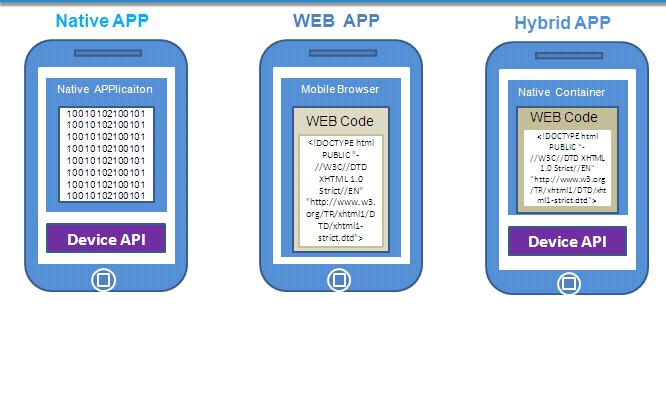 Native APP
Native APPlicaiton
10010102100101
10010102100101
10010102100101
10010102100101
10010102100101
10010102100101
10010102100101
10010102100101
Device API
WEB APP
Mobile Browser
WEB Code
<!DOCTYPE html
PUBLIC "-
//W3C//DTD
XHTML 1.0
Strict//EN"
"http://www.w3.
org/TR/xhtml1/D
TD/xhtml1-
strict.dtd">
Hybrid APP
Native Container
WEB Code
<!DOCTYPE html
PUBLIC "-
//W3C//DTD XHTML
1.0 Strict//EN"
"http://www.w3.org
/TR/xhtml1/DTD/xht
ml1-strict.dtd">
Device API